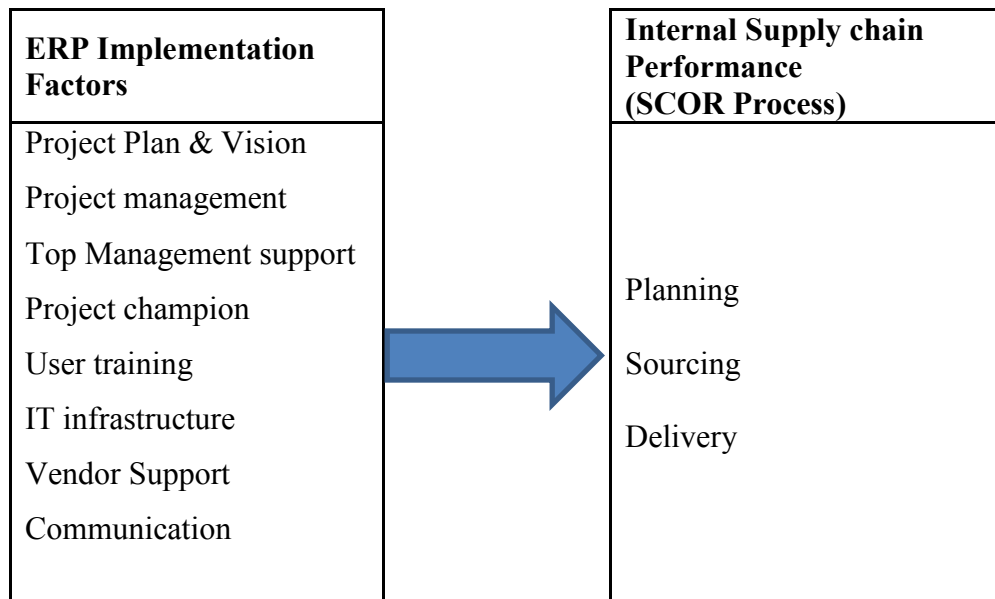 ERP Implementation
Factors
Project Plan & Vision
Project management
Top Management support
Project champion
User training
IT infrastructure
Vendor Support
Communication
Internal Supply chain
Performance
(SCOR Process)
Planning
Sourcing
Delivery